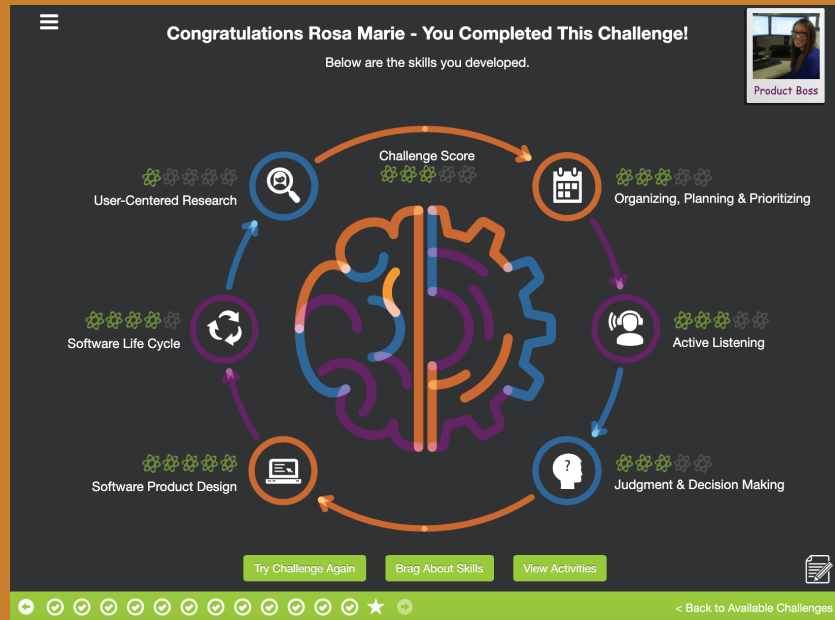 Congratulations Rosa Marie - You Completed This Challenge!
Below are the skills you developed.
Product Boss
Challenge Score
User-Centered Research
Organizing, Planning & Prioritizing
Software Life Cycle
Active Listening
Software Product Design
?
Judgment & Decision Making
Try Challenge Again
Brag About Skills
View Activities
< Back to Available Challenges